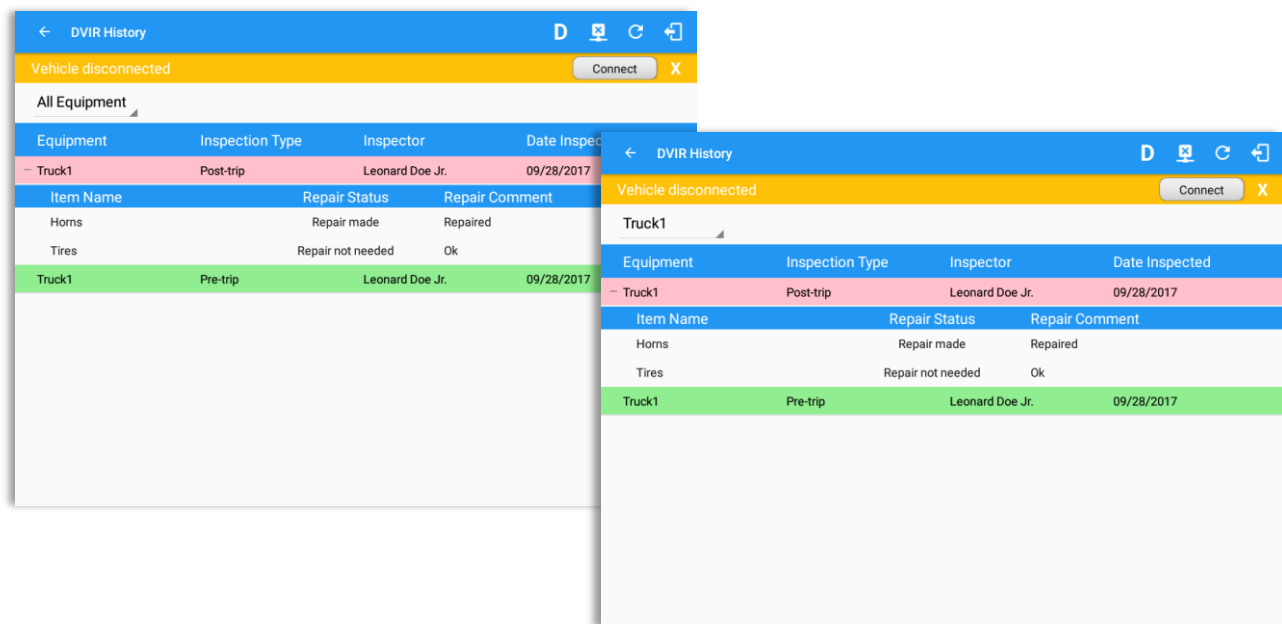 DVIR History D
Vehicle disconnected Connect X
All Equipment
Equipment Inspection Type Inspector Date Inspec
– Truck1 Post-trip Leonard Doe Jr. 09/28/2017
Item Name Repair Status Repair Comment
Horns Repair made Repaired
Tires Repair not needed Ok
Truck1 Pre-trip Leonard Doe Jr. 09/28/2017
DVIR History D
Vehicle disconnected Connect X
Truck1
Equipment Inspection Type Inspector Date Inspected
– Truck1 Post-trip Leonard Doe Jr. 09/28/2017
Item Name Repair Status Repair Comment
Horns Repair made Repaired
Tires Repair not needed Ok
Truck1 Pre-trip Leonard Doe Jr. 09/28/2017